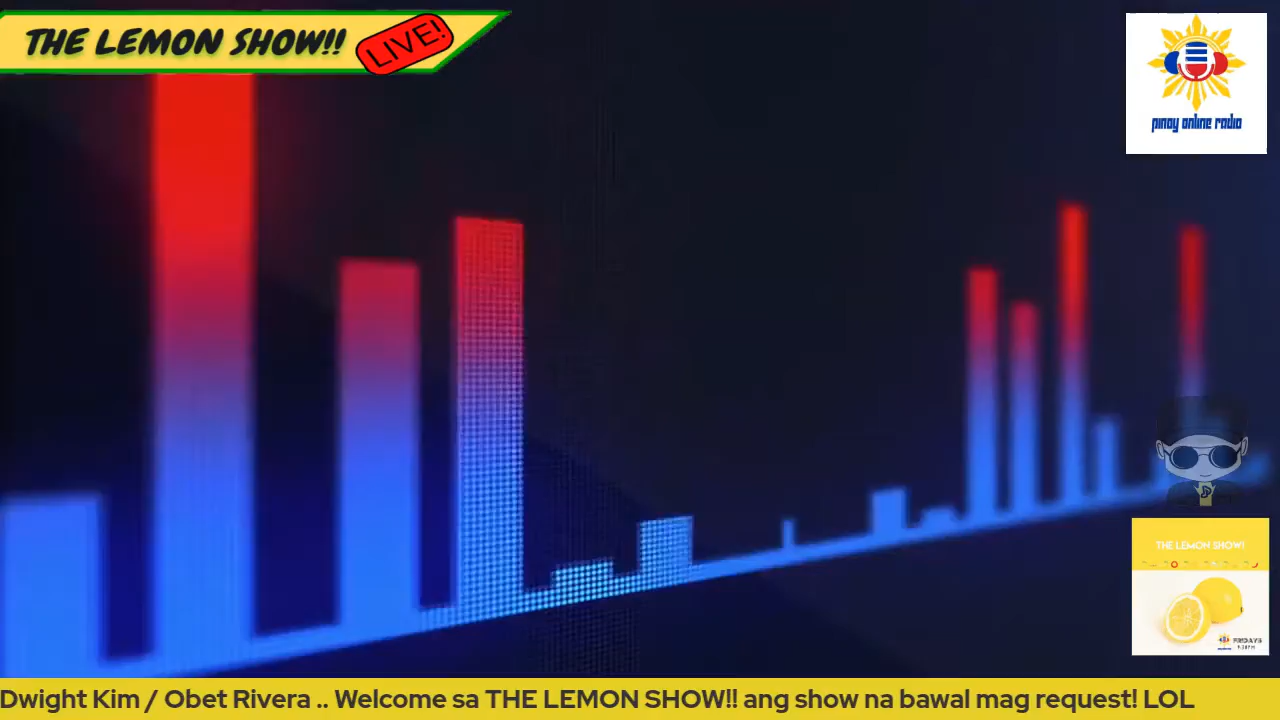 THE LEMON SHOW!! LIVE!
pinoy online radio
THE LEMON SHOW!
FRIDAYS
Dwight Kim / Obet Rivera .. Welcome sa THE LEMON SHOW!! ang show na bawal mag request! LOL